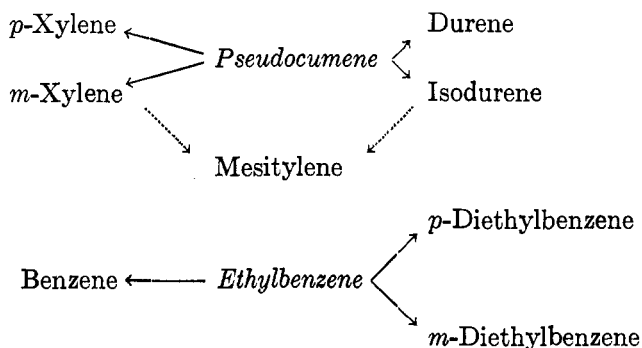 p-Xylene
Pseudocumene
Durene
m-Xylene
Isodurene
Mesitylene
p-Diethylbenzene
Benzene
Ethylbenzene
m-Diethylbenzene